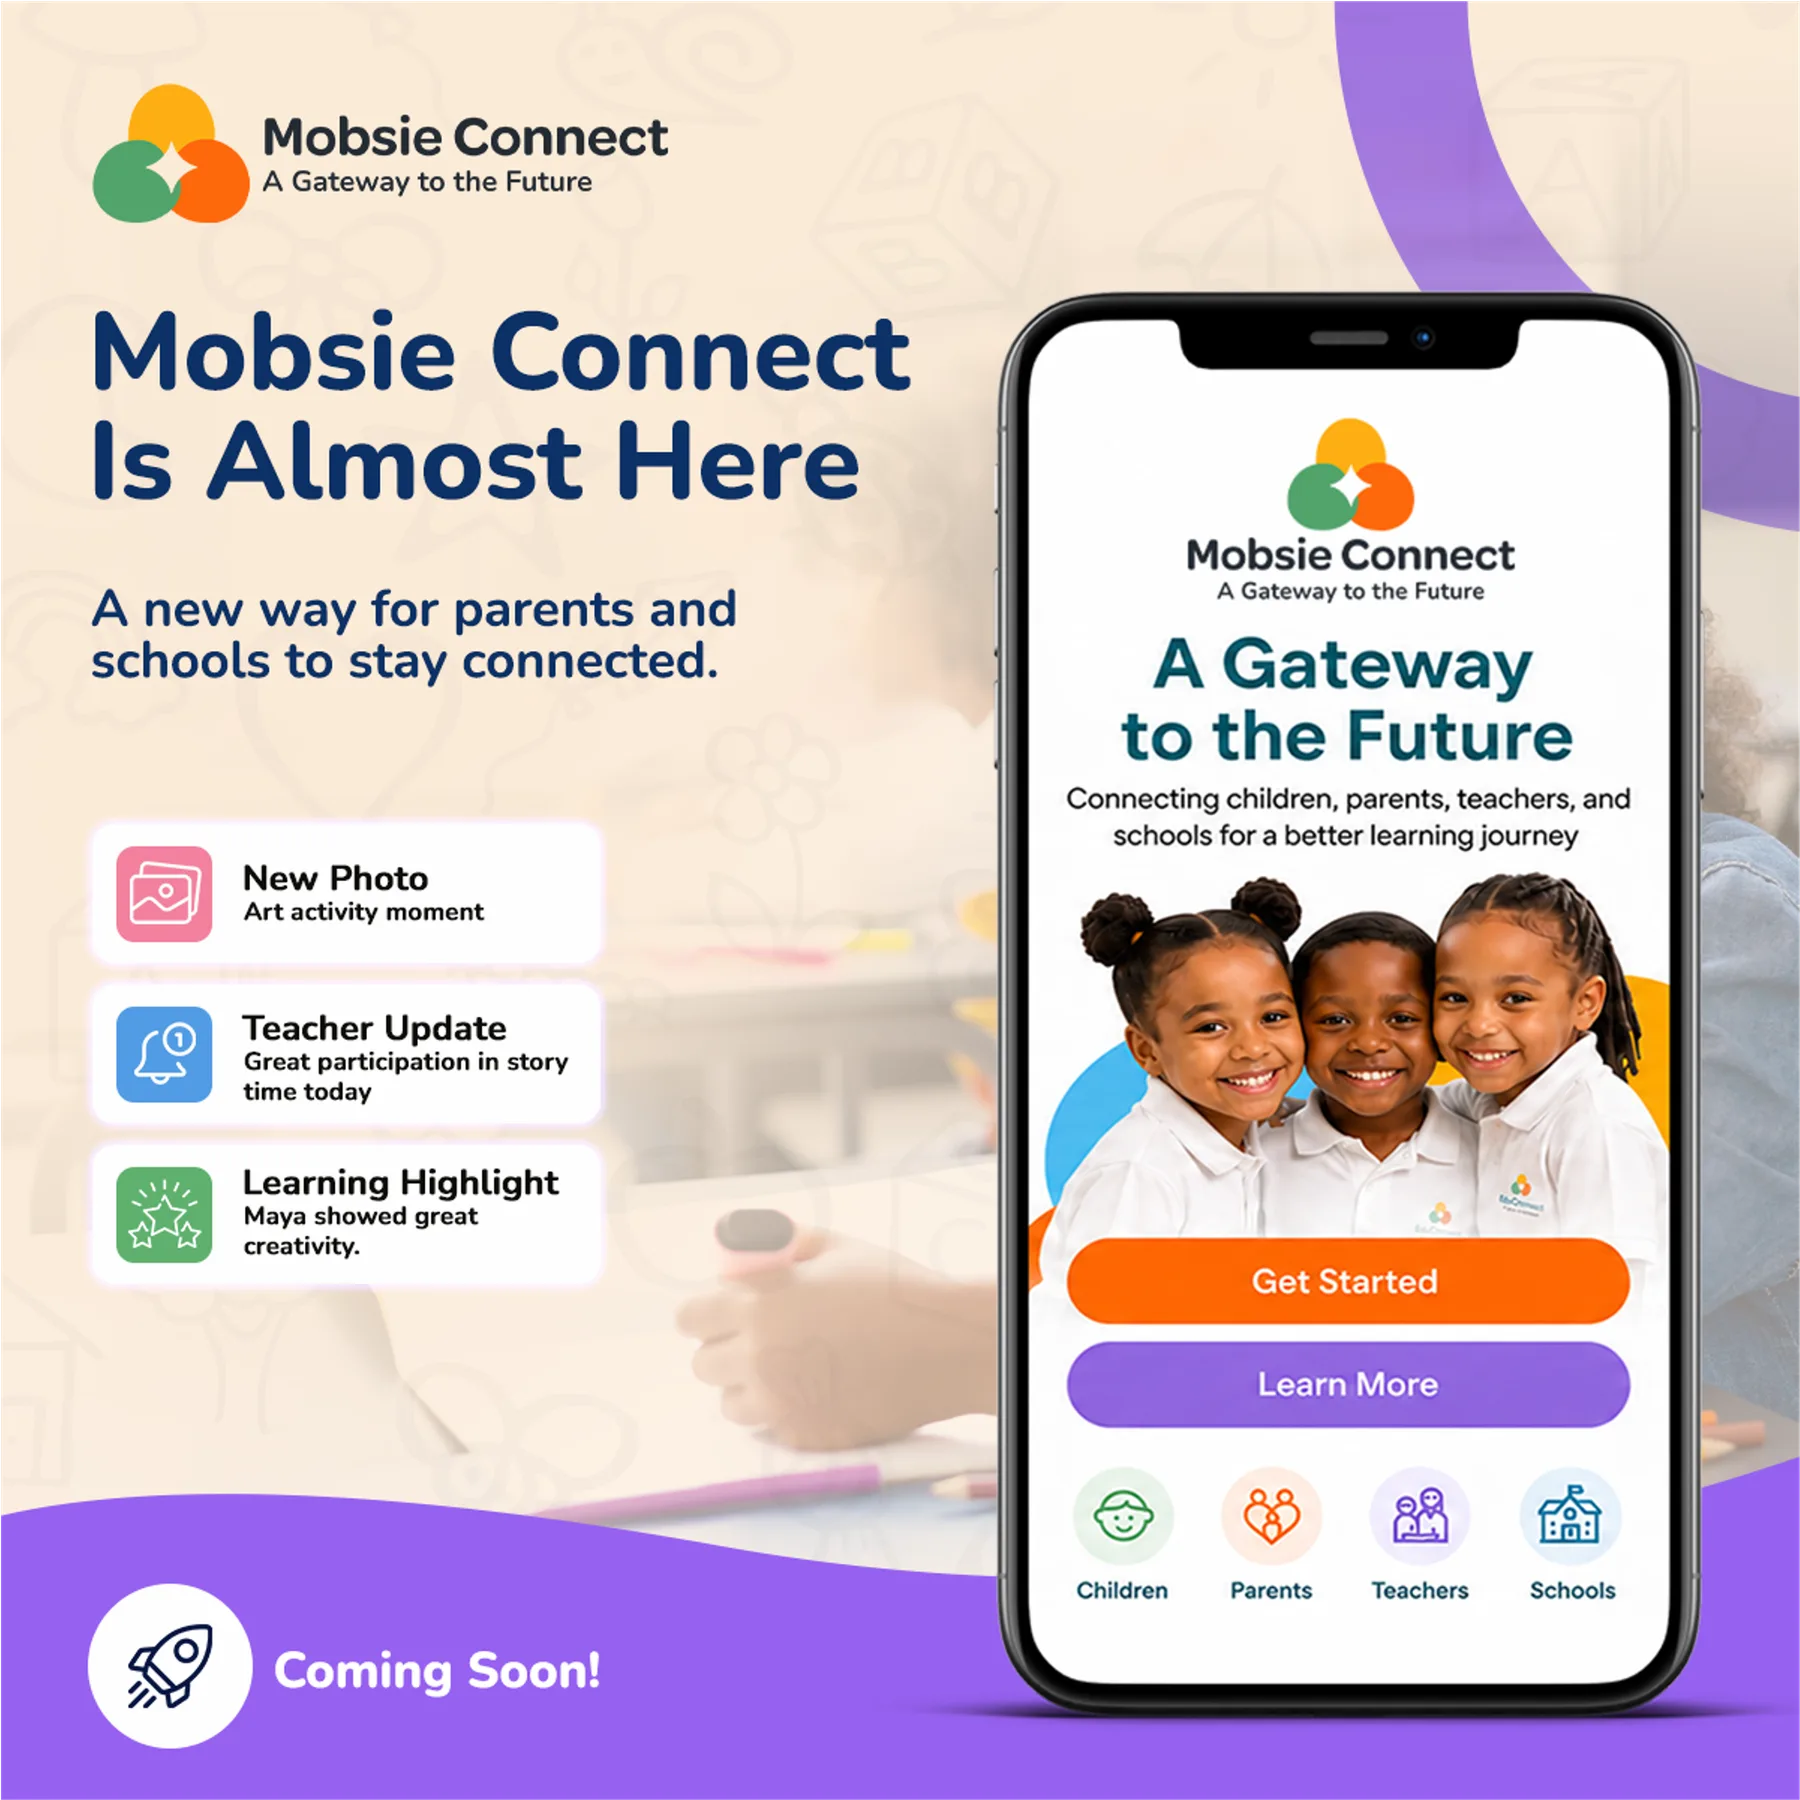 Mobsie Connect
A Gateway to the Future
Mobsie Connect
Is Almost Here
A new way for parents and
schools to stay connected.
New Photo
Art activity moment
Teacher Update
1
Great participation in story
time today
Learning Highlight
Maya showed great
creativity.
Coming Soon!
Mobsie Connect
A Gateway to the Future
A Gateway
to the Future
Connecting children, parents, teachers, and
schools for a better learning journey
Get Started
Learn More
Children
Parents
Teachers
Schools